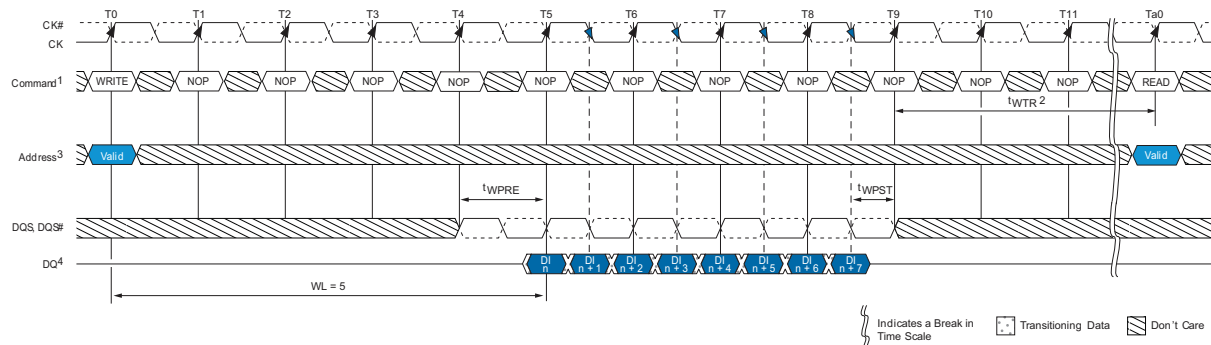 T0 T1 T2 T3 T4 T5 T6 T7 T8 T9 T10 T11 Ta0
CK#
CK
Command1 WRITE NOP NOP NOP NOP NOP NOP NOP NOP NOP NOP NOP READ
tWTR 2
Address3 Valid Valid
tWPRE tWPST
DQS, DQS#
DQ4 DI n DI n + 1 DI n + 2 DI n + 3 DI n + 4 DI n + 5 DI n + 6 DI n + 7
WL = 5
Indicates a Break in
Time Scale
Transitioning Data
Don't Care